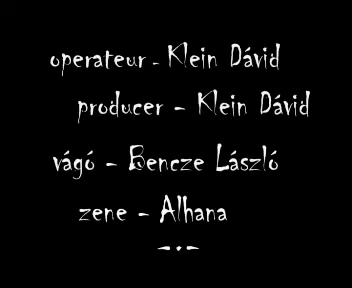 operateur - Klein Dávid
producer - Klein Dávid
vágó - Bencze László
zene - Alhana
-.-